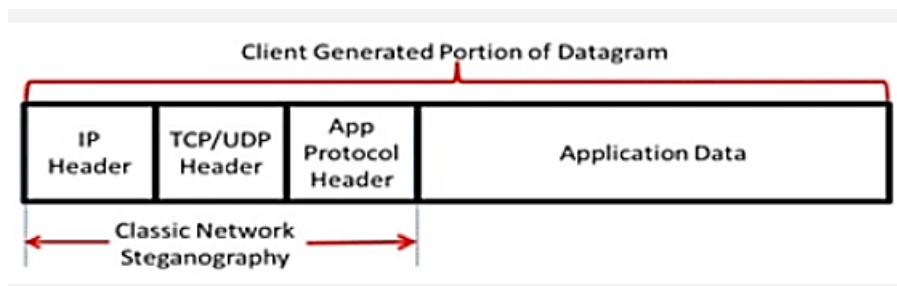 Client Generated Portion of Datagram
IP
Header
TCP/UDP
Header
App
Protocol
Header
Application Data
Classic Network
Steganography